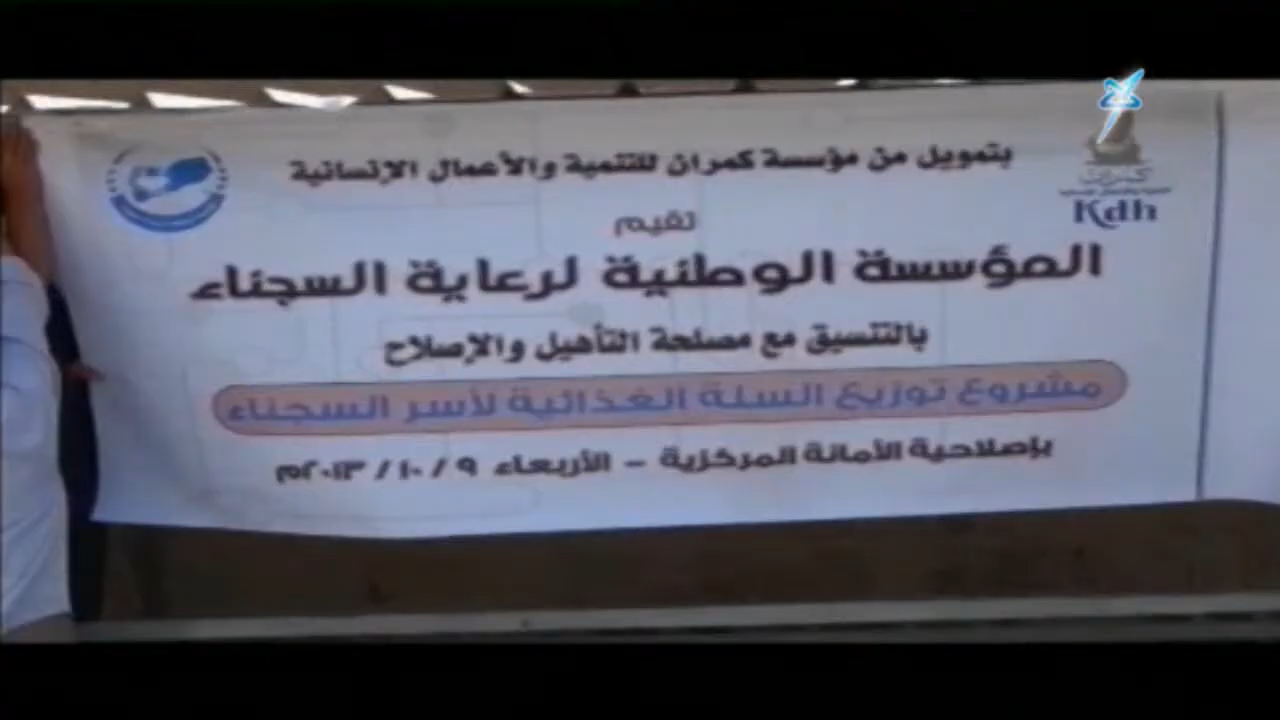 بتمويل من مؤسسة كمران للتنمية والأعمال الإنسانية
كمران
Kdh
تقيم
المؤسسة الوطنية لرعاية السجناء
بالتنسيق مع مصلحة التأهيل والإصلاح
مشروع توزيع السلة الغذائية لأسر السجناء
بإصلاحية الأمانة المركزية - الأربعاء ٩ / ١٠ / ٢٠١٣م